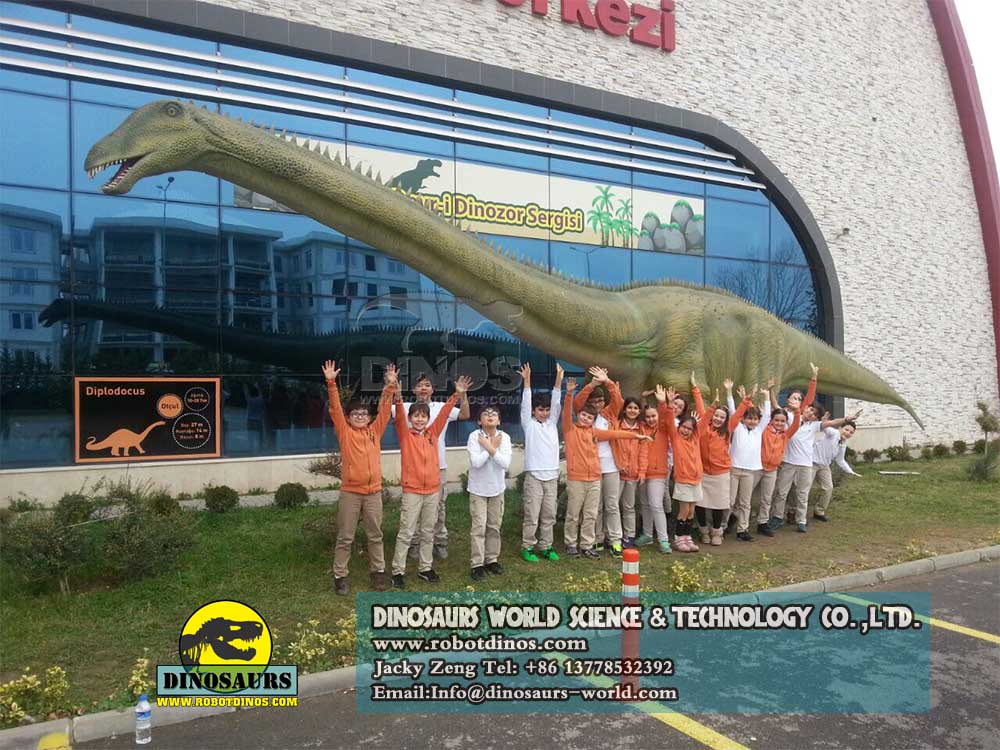 erkezi
r-i Dinozor Sergisi
DINOS
Diplodocus
Otçul
DINOSAURS WORLD SCIENCE & TECHNOLOGY CO.,LTD.
www.robotdinos.com
Jacky Zeng Tel: +86 13778532392
Email:Info@dinosaurs-world.com
DINOSAURS
WWW.ROBOTDINOS.COM